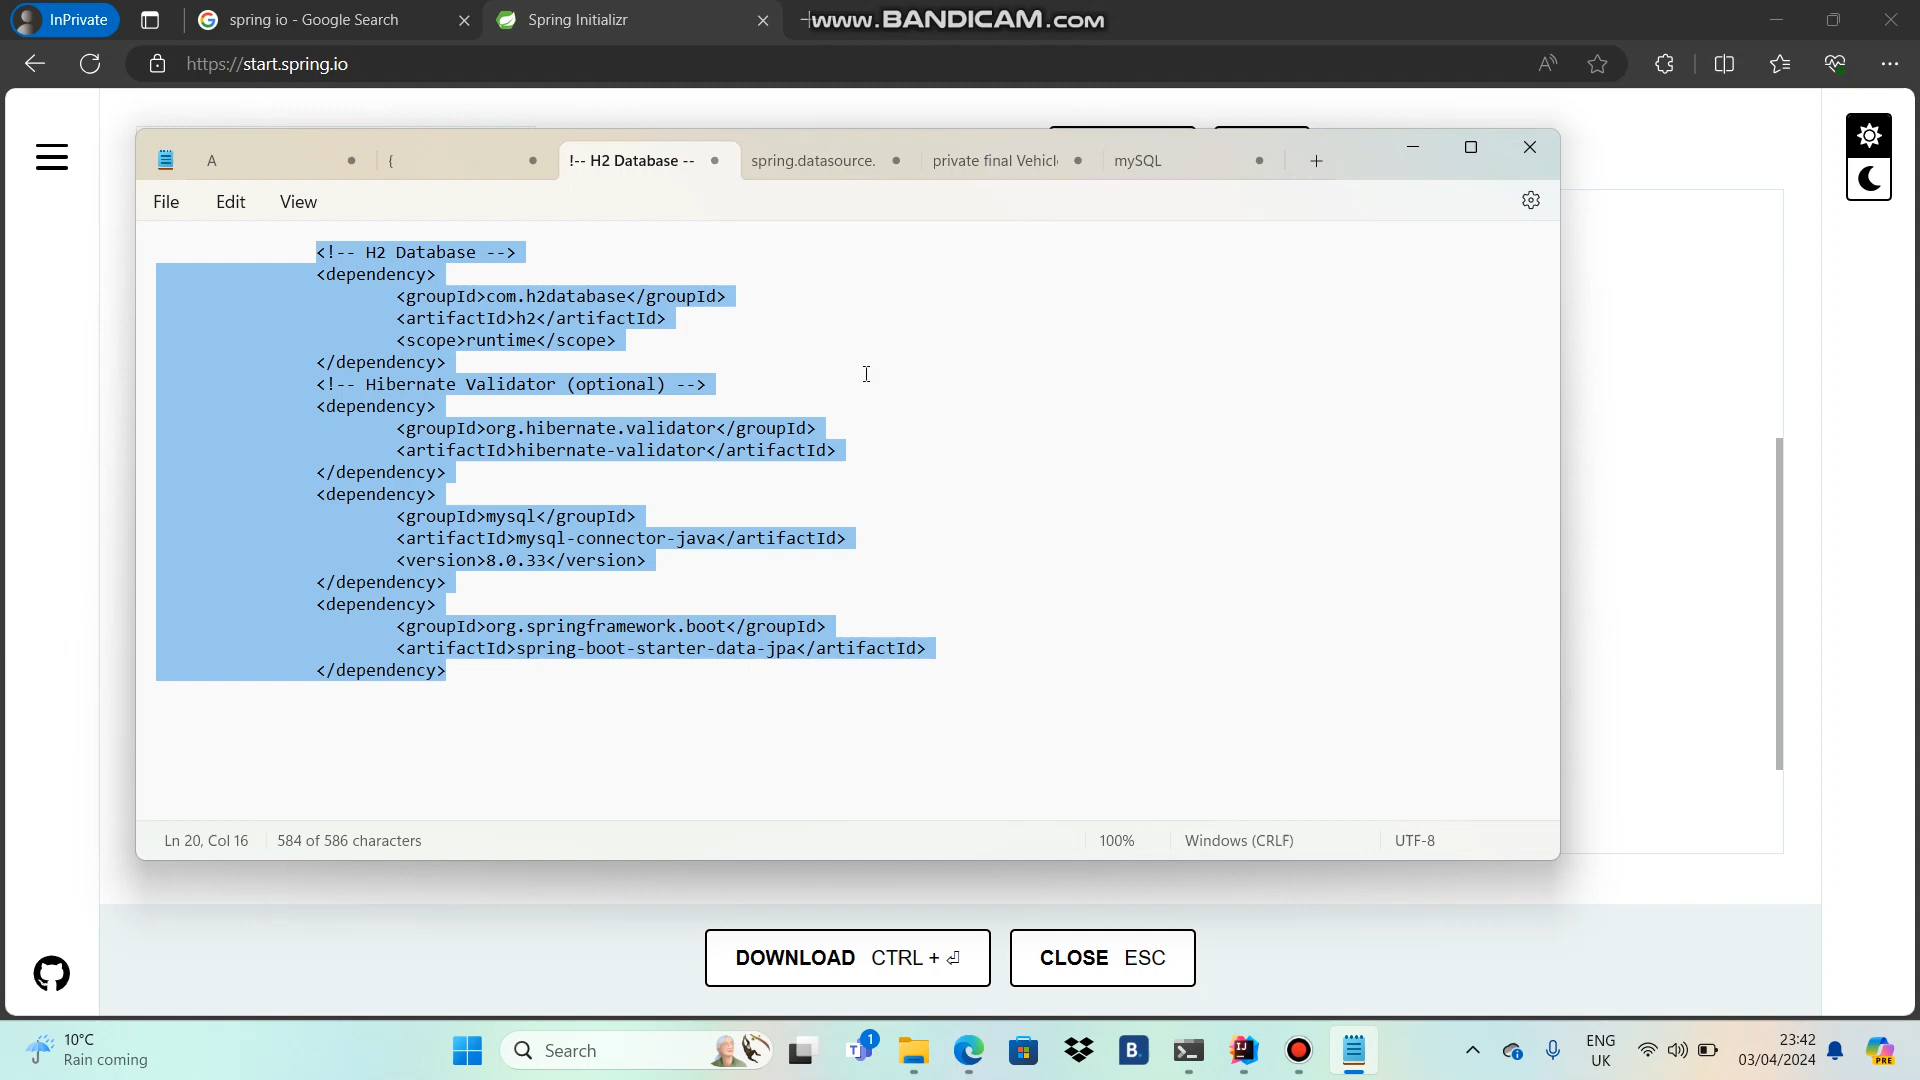 InPrivate
spring io - Google Search
Spring Initializr
www.BANDICAM.com
https://start.spring.io
A
{
!-- H2 Database --
spring.datasource.
private final Vehicl
mySQL
File
Edit
View
<!-- H2 Database -->
<dependency>
<groupId>com.h2database</groupId>
<artifactId>h2</artifactId>
<scope>runtime</scope>
</dependency>
<!-- Hibernate Validator (optional) -->
<dependency>
<groupId>org.hibernate.validator</groupId>
<artifactId>hibernate-validator</artifactId>
</dependency>
<dependency>
<groupId>mysql</groupId>
<artifactId>mysql-connector-java</artifactId>
<version>8.0.33</version>
</dependency>
<dependency>
<groupId>org.springframework.boot</groupId>
<artifactId>spring-boot-starter-data-jpa</artifactId>
</dependency>
Ln 20, Col 16
584 of 586 characters
100%
Windows (CRLF)
UTF-8
DOWNLOAD CTRL + ⏎
CLOSE ESC
10°C
Rain coming
Search
1
B.
ENG
UK
23:42
03/04/2024
PRE